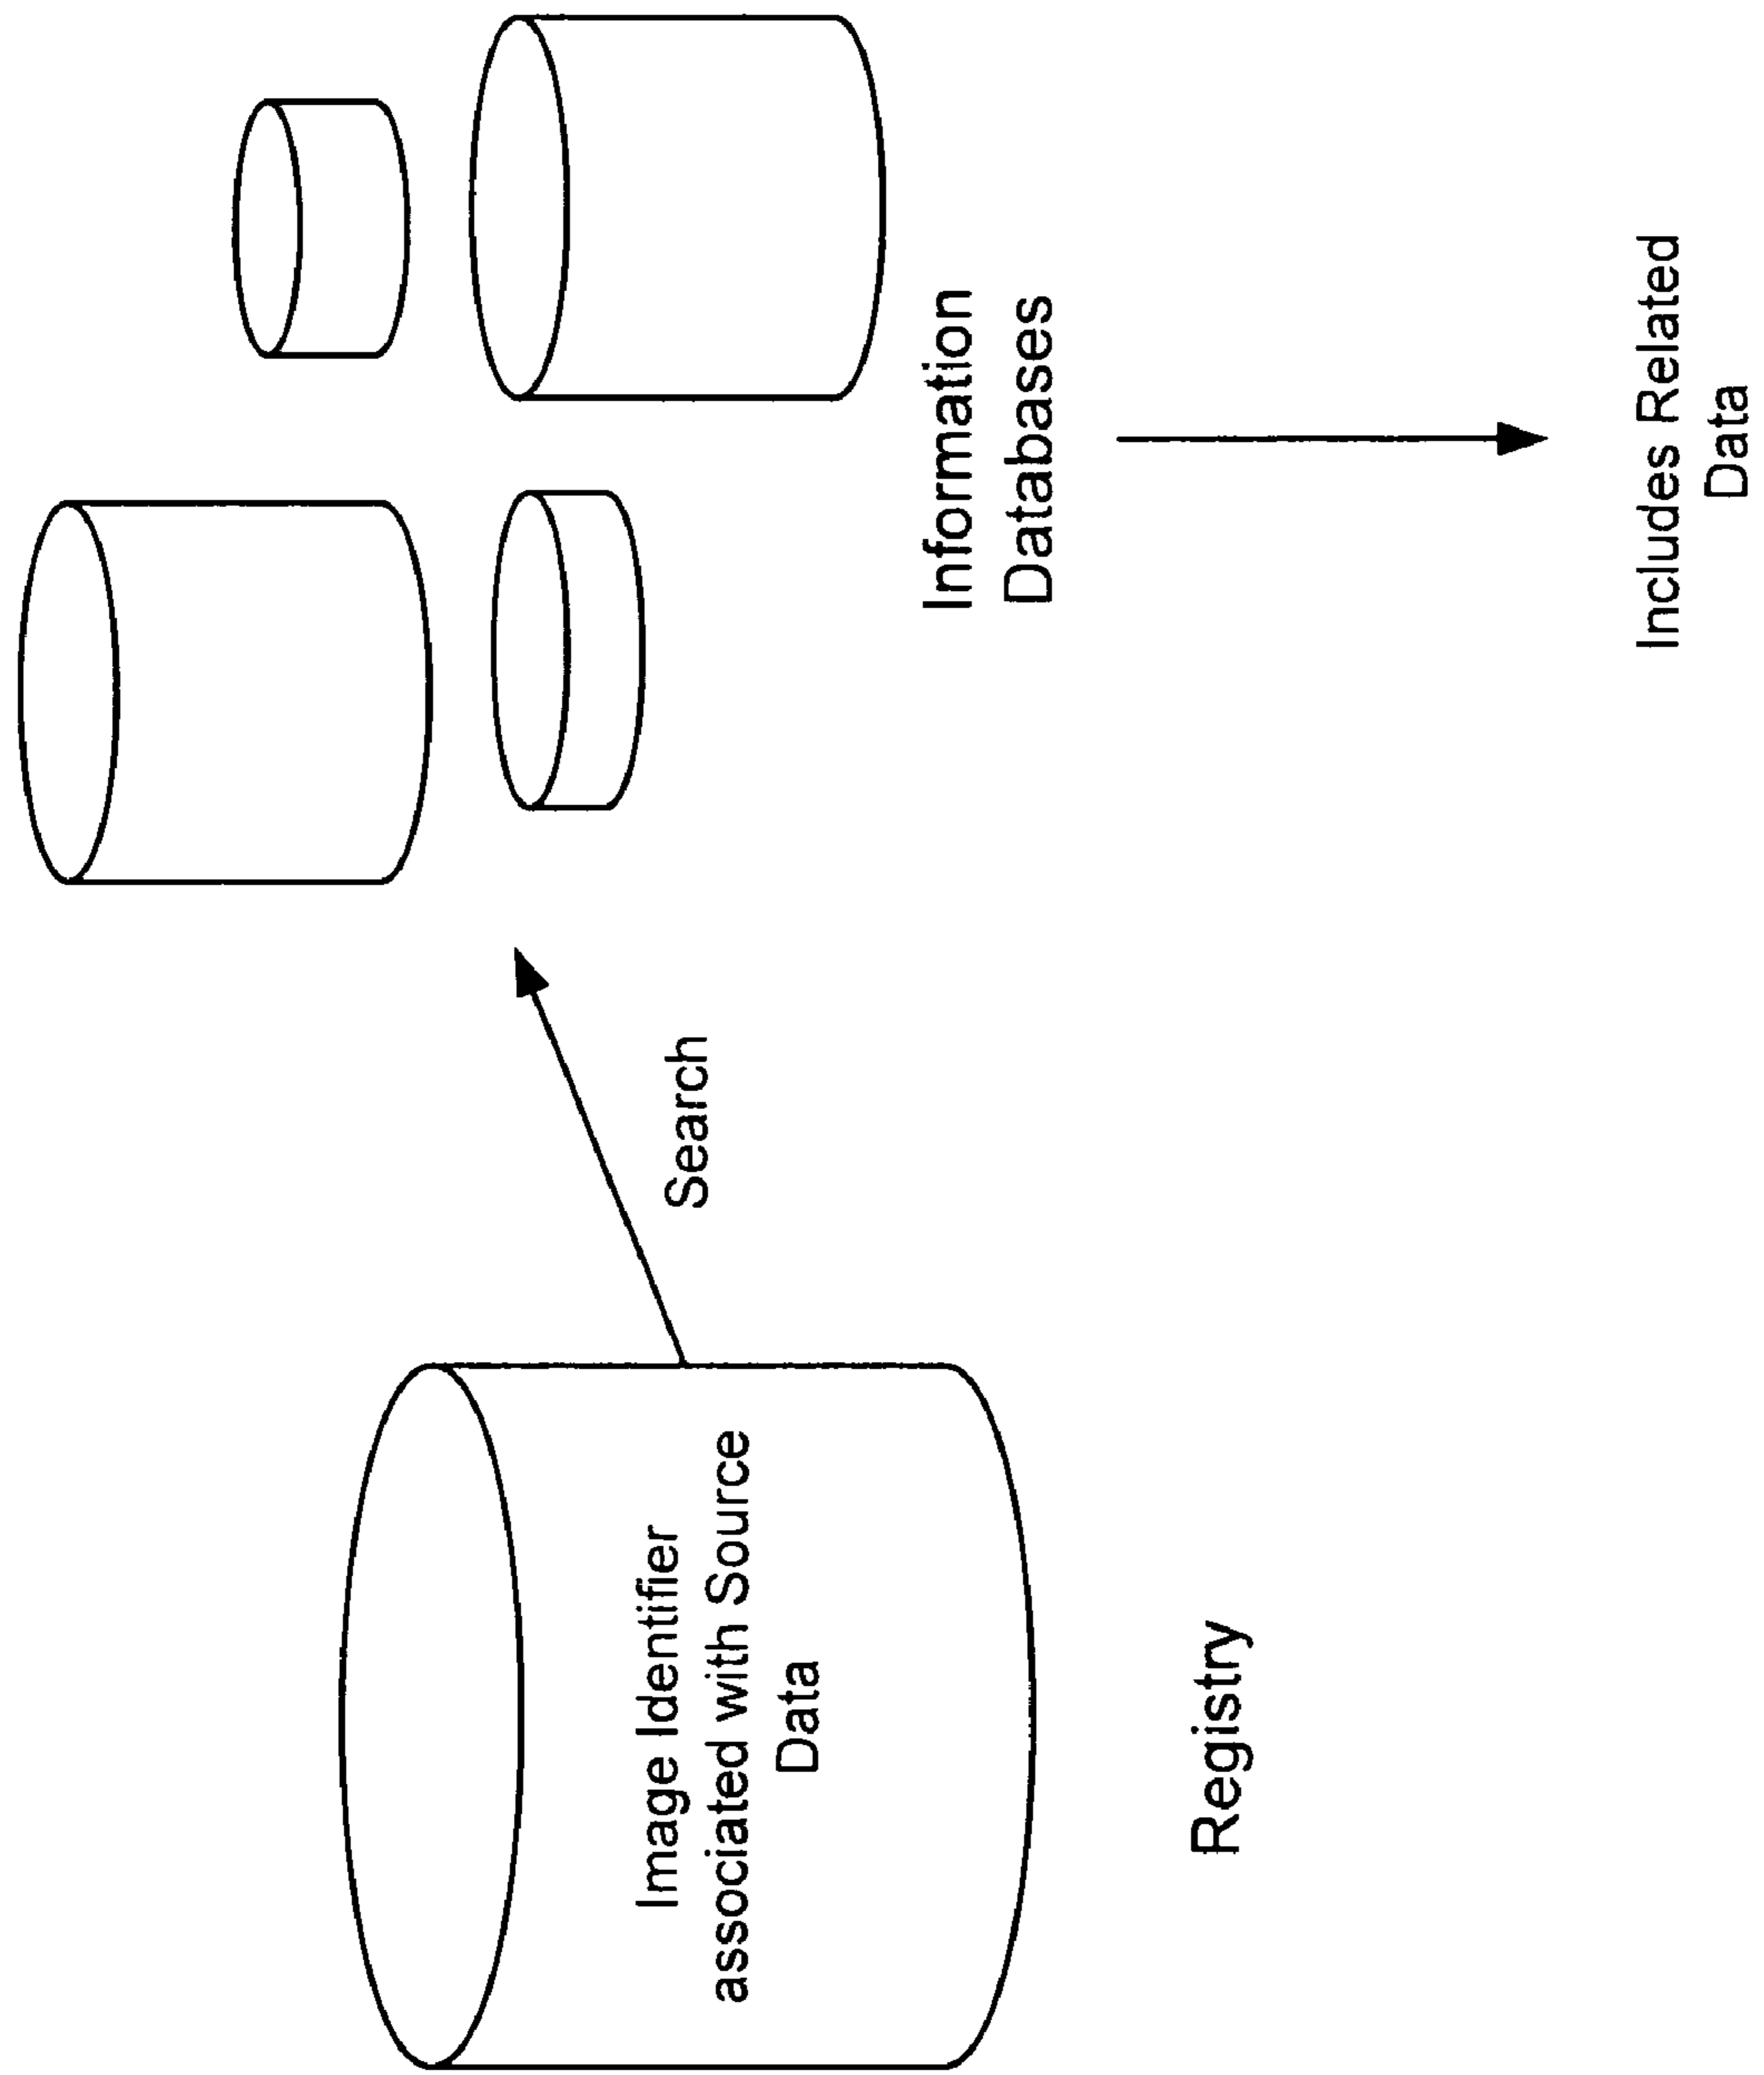 Image Identifier
associated with Source
Data
Registry
Search
Information
Databases
Includes Related
Data